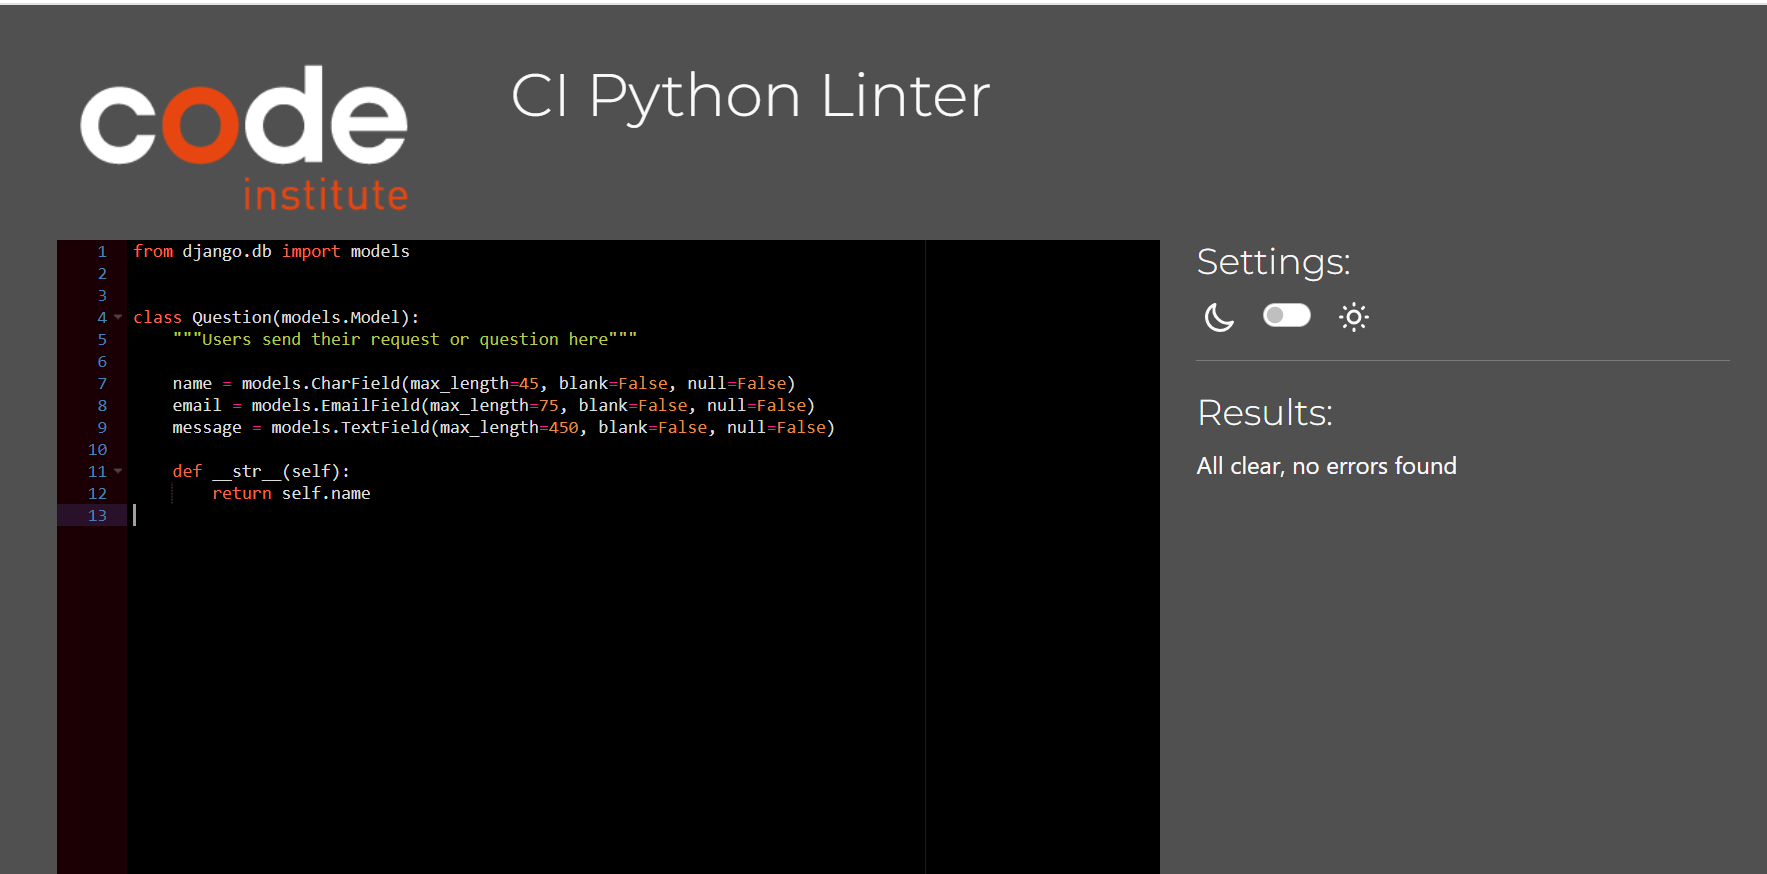 code
institute
CI Python Linter
1 from django.db import models
2
3
4 class Question(models.Model):
5     """Users send their request or question here"""
6
7     name = models.CharField(max_length=45, blank=False, null=False)
8     email = models.EmailField(max_length=75, blank=False, null=False)
9     message = models.TextField(max_length=450, blank=False, null=False)
10
11     def __str__(self):
12         return self.name
13
Settings:
Results:
All clear, no errors found